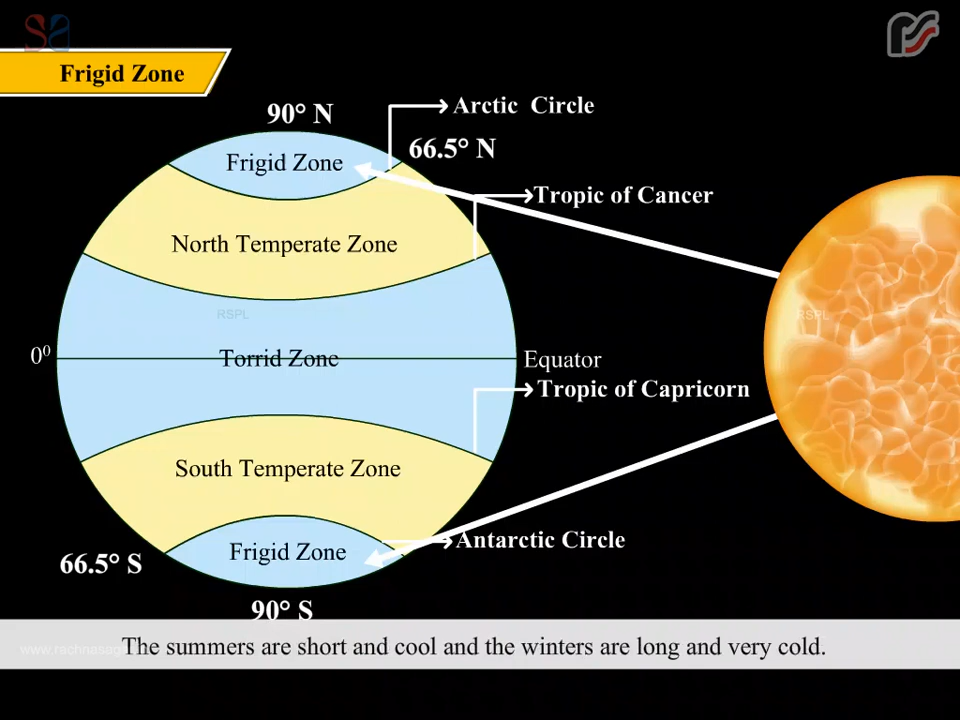 Frigid Zone
90° N
Arctic Circle
66.5° N
Frigid Zone
Tropic of Cancer
North Temperate Zone
RSPL
RSPL
0⁰
Torrid Zone
Equator
Tropic of Capricorn
South Temperate Zone
Frigid Zone
Antarctic Circle
66.5° S
90° S
The summers are short and cool and the winters are long and very cold.